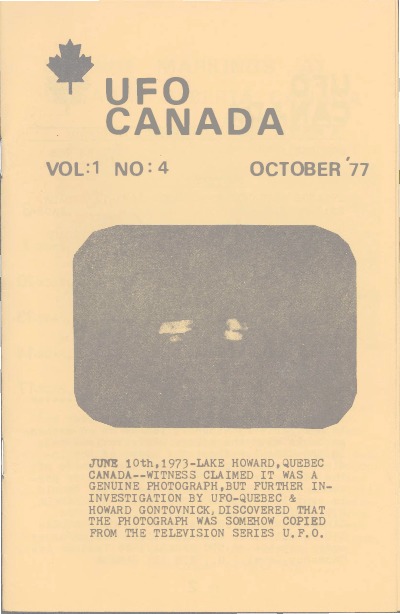 UFO
CANADA
VOL:1 NO:4 OCTOBER '77
JUNE 10th,1973-LAKE HOWARD,QUEBEC
CANADA--WITNESS CLAIMED IT WAS A
GENUINE PHOTOGRAPH,BUT FURTHER IN-
INVESTIGATION BY UFO-QUEBEC &
HOWARD GONTOVNICK,DISCOVERED THAT
THE PHOTOGRAPH WAS SOMEHOW COPIED
FROM THE TELEVISION SERIES U.F.O.